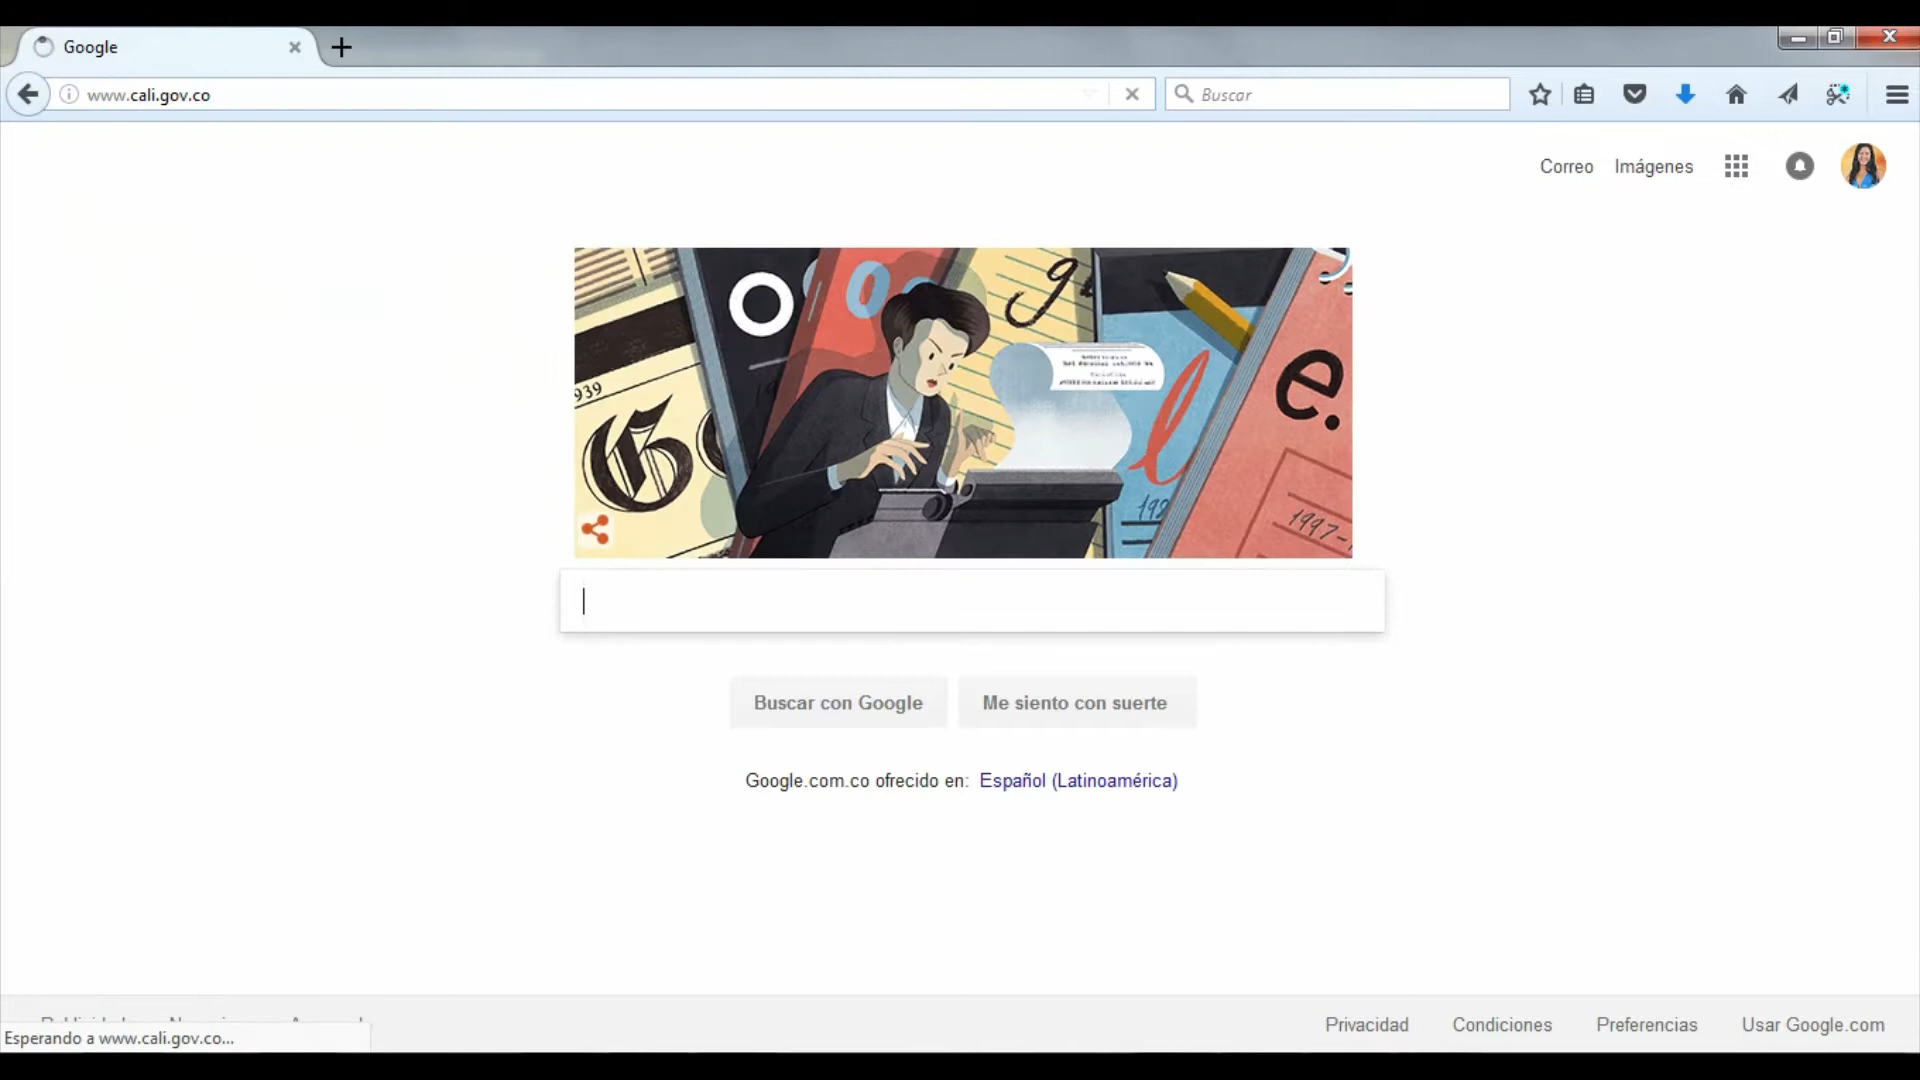 Google
www.cali.gov.co
Buscar
Correo Imágenes
939
1997-
Buscar con Google Me siento con suerte
Google.com.co ofrecido en: Español (Latinoamérica)
Privacidad Condiciones Preferencias Usar Google.com
Esperando a www.cali.gov.co...